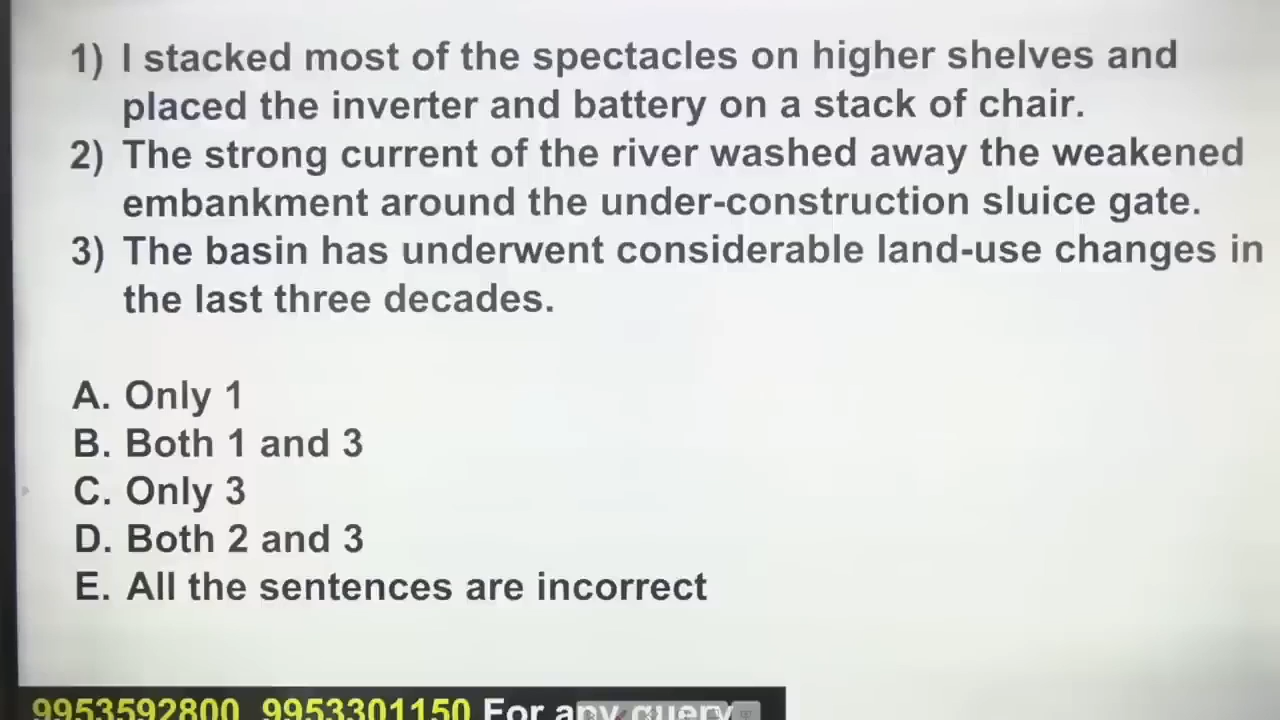 1) I stacked most of the spectacles on higher shelves and
placed the inverter and battery on a stack of chair.
2) The strong current of the river washed away the weakened
embankment around the under-construction sluice gate.
3) The basin has underwent considerable land-use changes in
the last three decades.
A. Only 1
B. Both 1 and 3
C. Only 3
D. Both 2 and 3
E. All the sentences are incorrect
9953592800, 9953301150 For any query